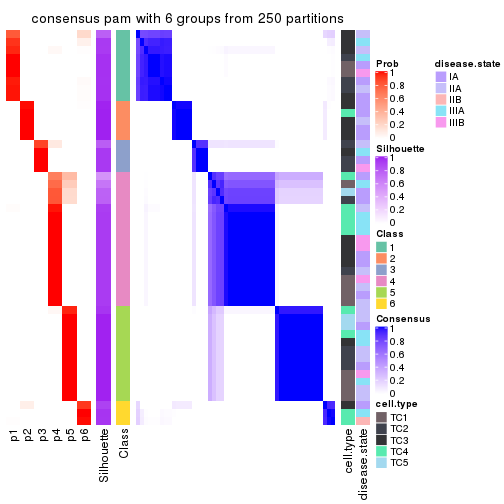 consensus pam with 6 groups from 250 partitions
p1
p2
p3
p4
p5
p6
Silhouette
Class
cell.type
disease.state
Prob
1
0.8
0.6
0.4
0.2
0
Silhouette
1
0.8
0.6
0.4
0.2
0
Class
1
2
3
4
5
6
Consensus
1
0.8
0.6
0.4
0.2
0
cell.type
TC1
TC2
TC3
TC4
TC5
disease.state
IA
IIA
IIB
IIIA
IIIB